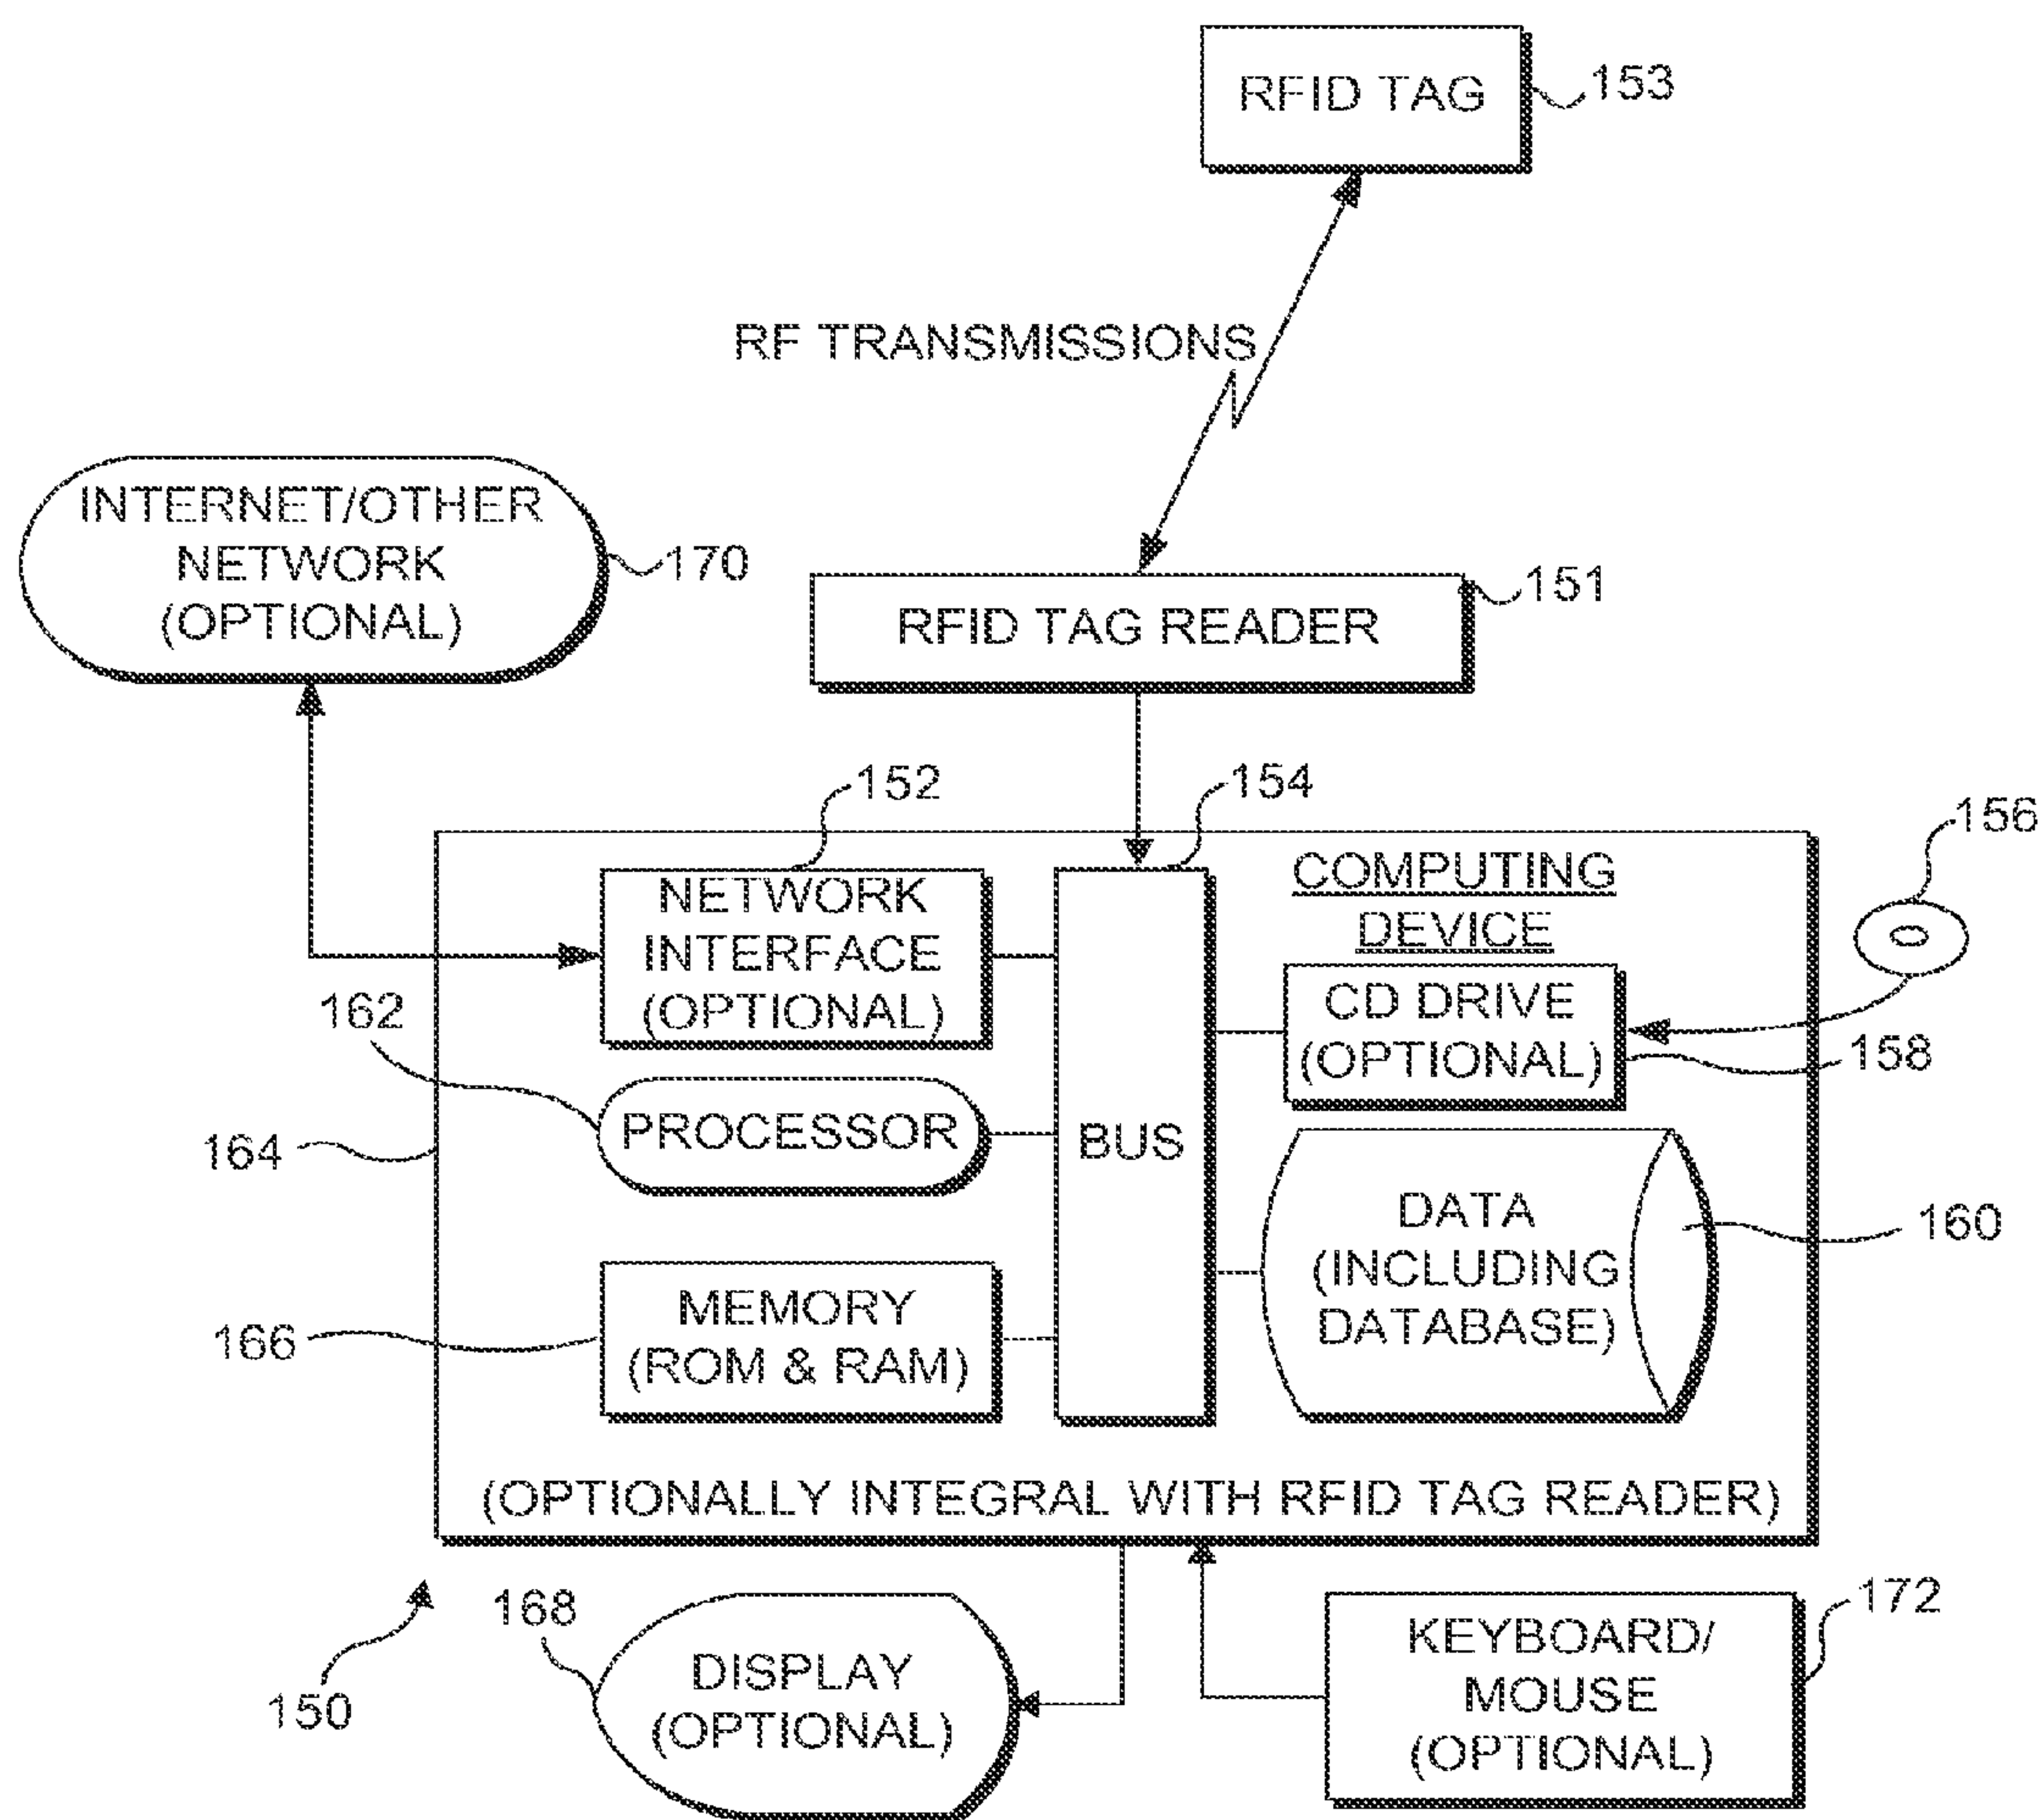 RFID TAG
153
RF TRANSMISSIONS
INTERNET/OTHER
NETWORK
(OPTIONAL)
170
RFID TAG READER
151
152
154
156
COMPUTING
DEVICE
NETWORK
INTERFACE
(OPTIONAL)
CD DRIVE
(OPTIONAL)
158
162
PROCESSOR
BUS
164
DATA
(INCLUDING
DATABASE)
160
MEMORY
(ROM & RAM)
166
(OPTIONALLY INTEGRAL WITH RFID TAG READER)
150
168
DISPLAY
(OPTIONAL)
KEYBOARD/
MOUSE
(OPTIONAL)
172